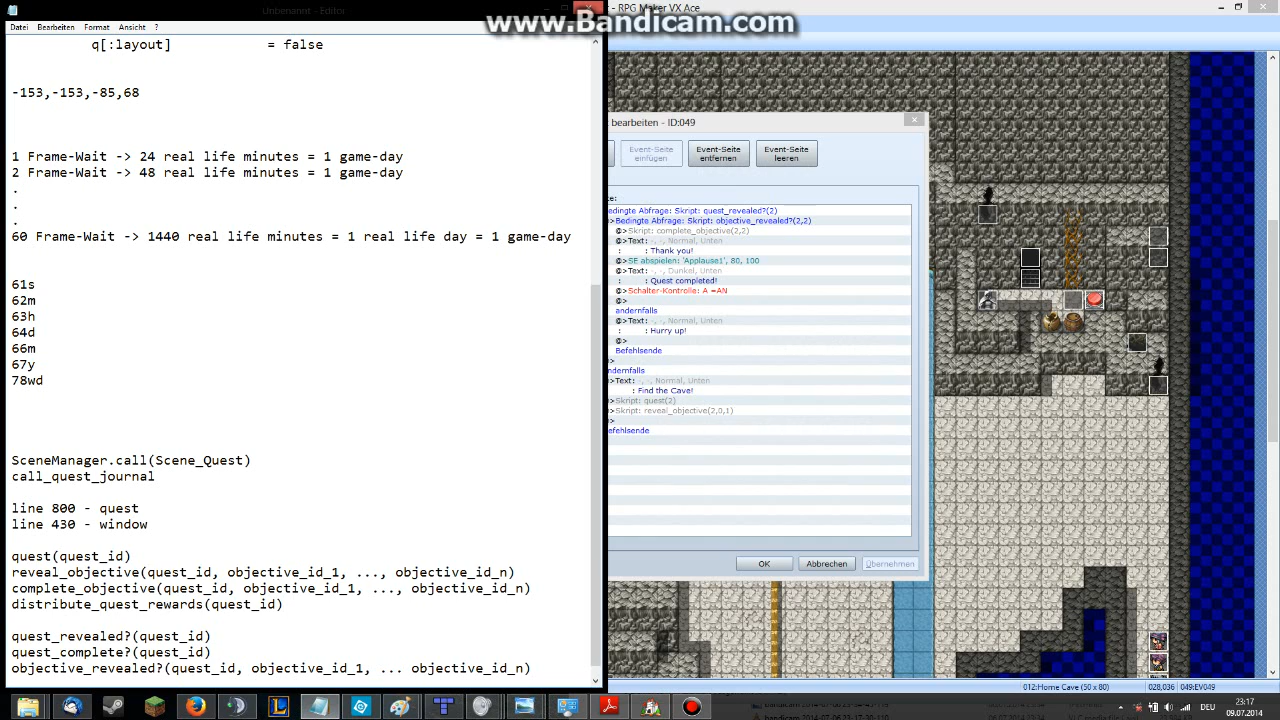 Unbenannt - Editor
- RPG Maker VX Ace
www.Bandicam.com
Datei Bearbeiten Format Ansicht ?
q[:layout] = false
-153,-153,-85,68
1 Frame-Wait -> 24 real life minutes = 1 game-day
2 Frame-Wait -> 48 real life minutes = 1 game-day
.
.
.
60 Frame-Wait -> 1440 real life minutes = 1 real life day = 1 game-day
61s
62m
63h
64d
66m
67y
78wd
SceneManager.call(Scene_Quest)
call_quest_journal
line 800 - quest
line 430 - window
quest(quest_id)
reveal_objective(quest_id, objective_id_1, ..., objective_id_n)
complete_objective(quest_id, objective_id_1, ..., objective_id_n)
distribute_quest_rewards(quest_id)
quest_revealed?(quest_id)
quest_complete?(quest_id)
objective_revealed?(quest_id, objective_id_1, ... objective_id_n)
bearbeiten - ID:049
Event-Seite einfügen
Event-Seite entfernen
Event-Seite leeren
te:
edingte Abfrage: Skript: quest_revealed?(2)
>Bedingte Abfrage: Skript: objective_revealed?(2,2)
@>Skript: complete_objective(2,2)
@>Text: -, -, Normal, Unten
: : Thank you!
@>SE abspielen: 'Applause1', 80, 100
@>Text: -, -, Dunkel, Unten
: : Quest completed!
@>Schalter-Kontrolle: A =AN
@>
andernfalls
@>Text: -, -, Normal, Unten
: : Hurry up!
@>
Befehlsende
>
ndernfalls
>Text: -, -, Normal, Unten
: Find the Cave!
>Skript: quest(2)
>Skript: reveal_objective(2,0,1)
>
efehlsende
OK Abbrechen Übernehmen
012:Home Cave (50 x 80) 028,036 049:EV049
DEU
23:17
09.07.2014